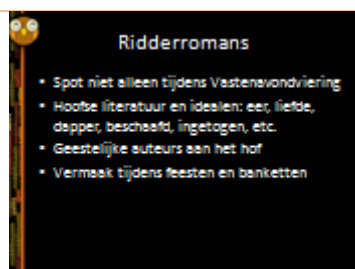 Ridderromans
• Spot niet alleen tijdens Vastenavondviering
• Hoofse literatuur en idealen: eer, liefde,
dapper, beschaafd, ingetogen, etc.
• Geestelijke auteurs aan het hof
• Vermaak tijdens feesten en banketten